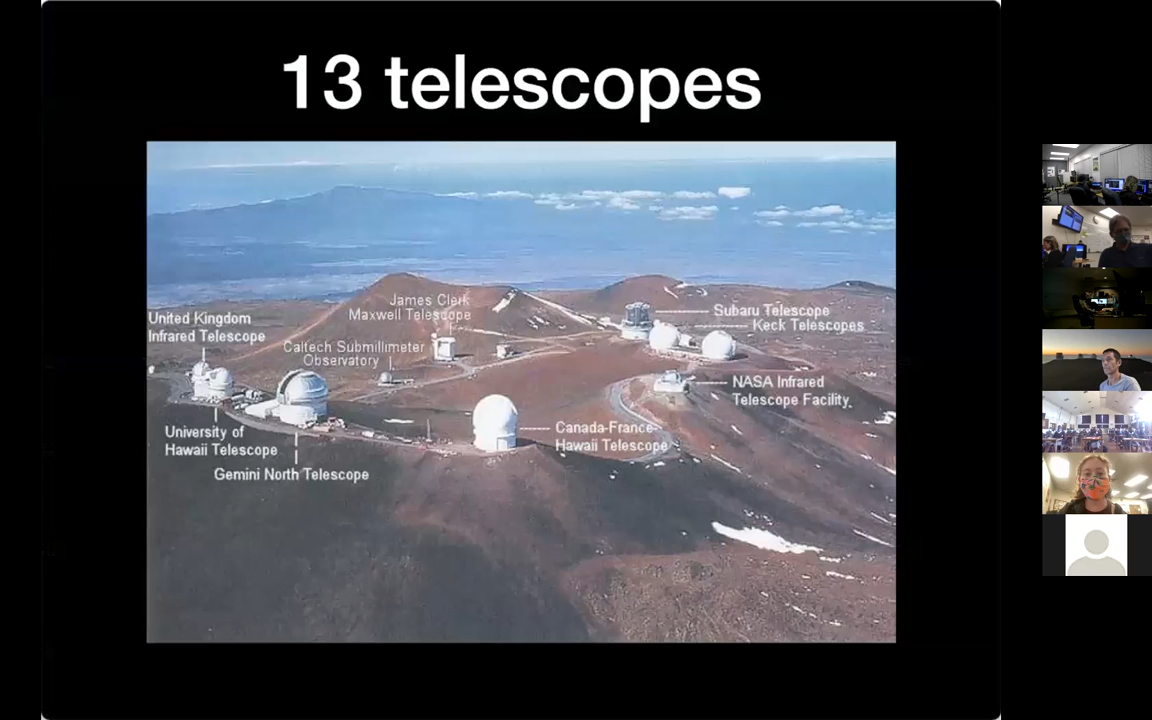 13 telescopes
James Clerk
Maxwell Telescope
United Kingdom
Infrared Telescope
Caltech Submillimeter
Observatory
Subaru Telescope
Keck Telescopes
NASA Infrared
Telescope Facility
University of
Hawaii Telescope
Canada-France-
Hawaii Telescope
Gemini North Telescope